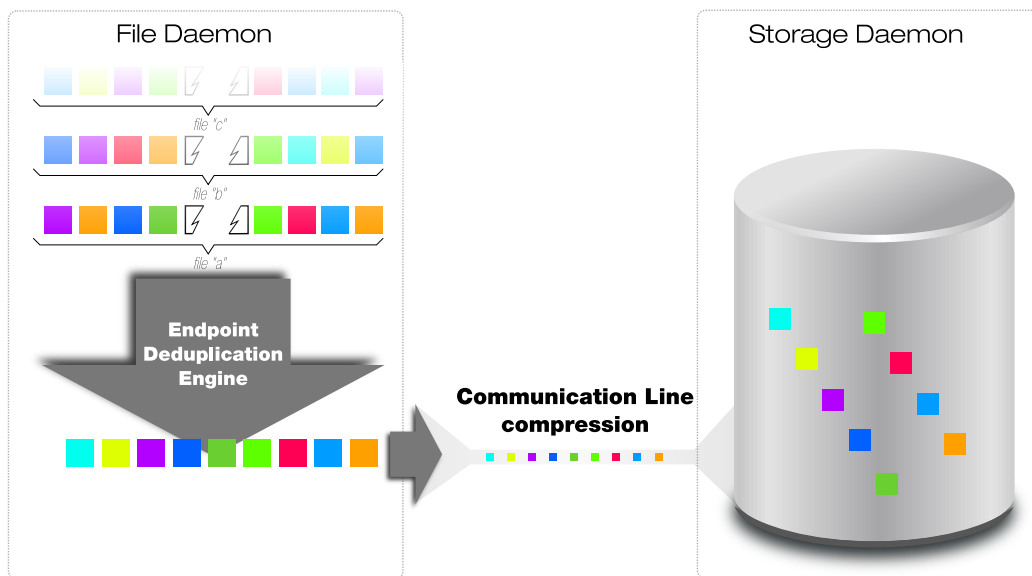 File Daemon
file "c"
file "b"
file "a"
Endpoint
Deduplication
Engine
Communication Line
compression
Storage Daemon